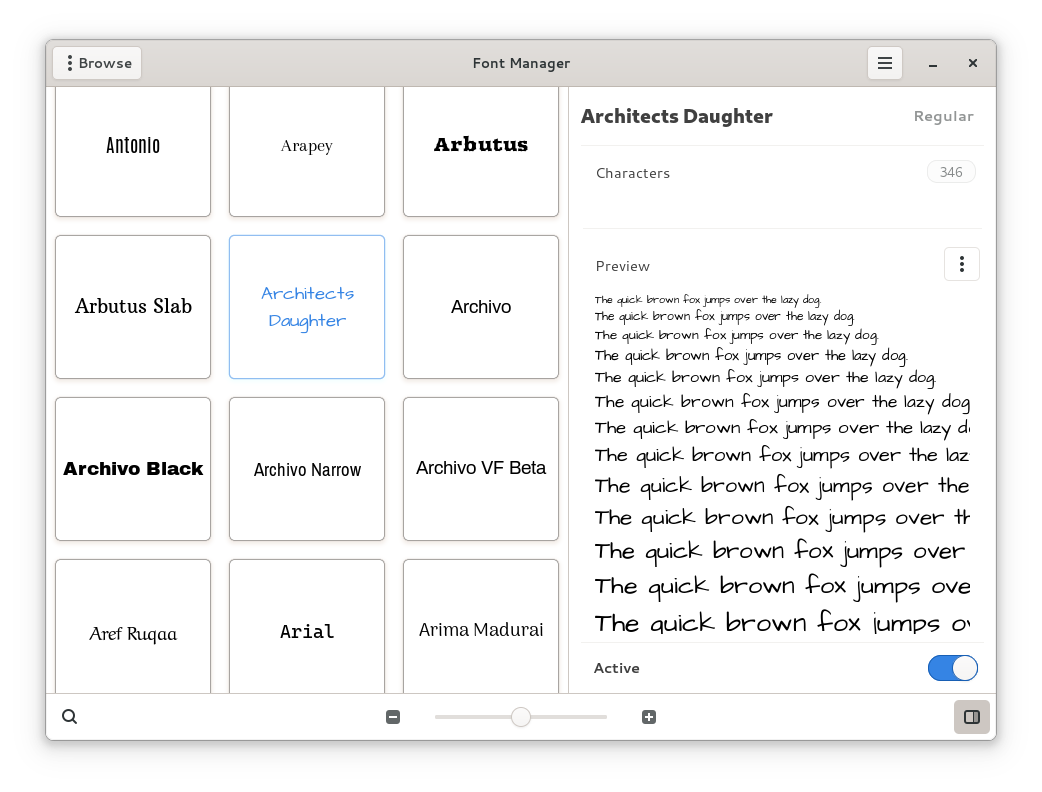 Browse
Font Manager
Antonio
Arapey
Arbutus
Arbutus Slab
Architects
Daughter
Archivo
Archivo Black
Archivo Narrow
Archivo VF Beta
Aref Ruqaa
Arial
Arima Madurai
Architects Daughter
Regular
Characters
346
Preview
The quick brown fox jumps over the lazy dog.
The quick brown fox jumps over the lazy dog.
The quick brown fox jumps over the lazy dog.
The quick brown fox jumps over the lazy dog.
The quick brown fox jumps over the lazy dog.
The quick brown fox jumps over the lazy dog
The quick brown fox jumps over the lazy d
The quick brown fox jumps over the laz
The quick brown fox jumps over the
The quick brown fox jumps over th
The quick brown fox jumps over
The quick brown fox jumps ove
The quick brown fox jumps ov
Active